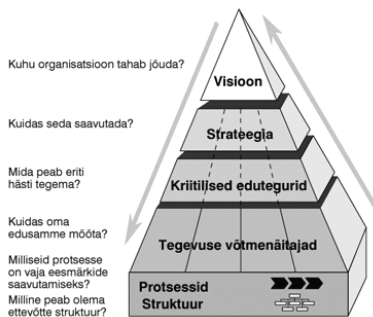 Kuhu organisatsioon tahab jõuda?
Visioon
Kuidas seda saavutada?
Strateegia
Mida peab eriti
hästi tegema?
Kriitilised edutegurid
Kuidas oma
edusamme mõõta?
Tegevuse võtmenäitajad
Milliseid protsesse
on vaja eesmärkide
saavutamiseks?
Milline peab olema
ettevõtte struktuur?
Protsessid
Struktuur